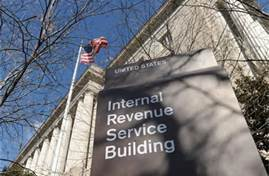 UNITED STATES
Internal
Revenue
Service
Building